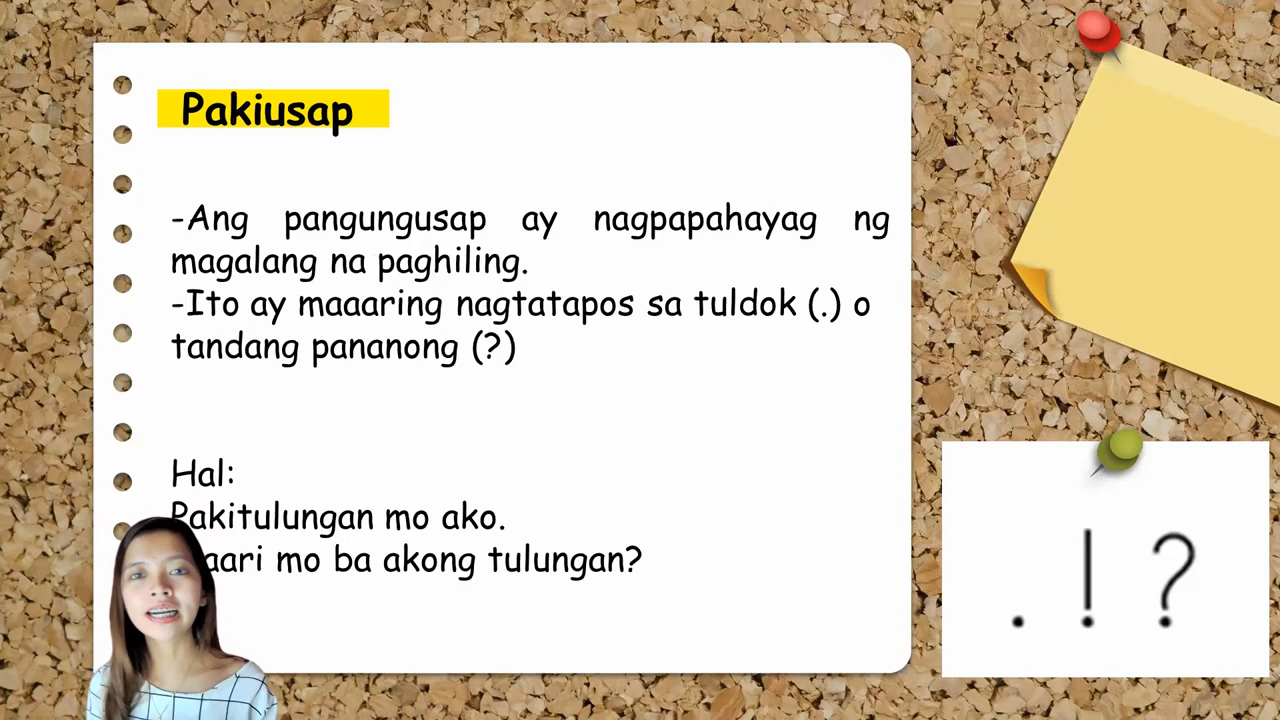 Pakiusap
-Ang pangungusap ay nagpapahayag ng
magalang na paghiling.
-Ito ay maaaring nagtatapos sa tuldok (.) o
tandang pananong (?)
Hal:
Pakitulungan mo ako.
aari mo ba akong tulungan?
. ! ?